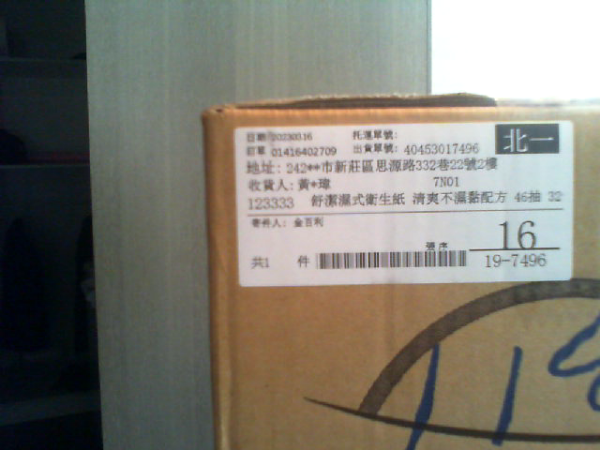 日期 20230316 托運單號:
訂單 01416402709 出貨單號: 40453017496
北一
地址: 242**市新莊區思源路332巷22號2樓
收貨人: 黃*瑋 7N01
123333 舒潔濕式衛生紙 清爽不濕黏配方 46抽 32
寄件人: 金百利
16
共1 件 19-7496